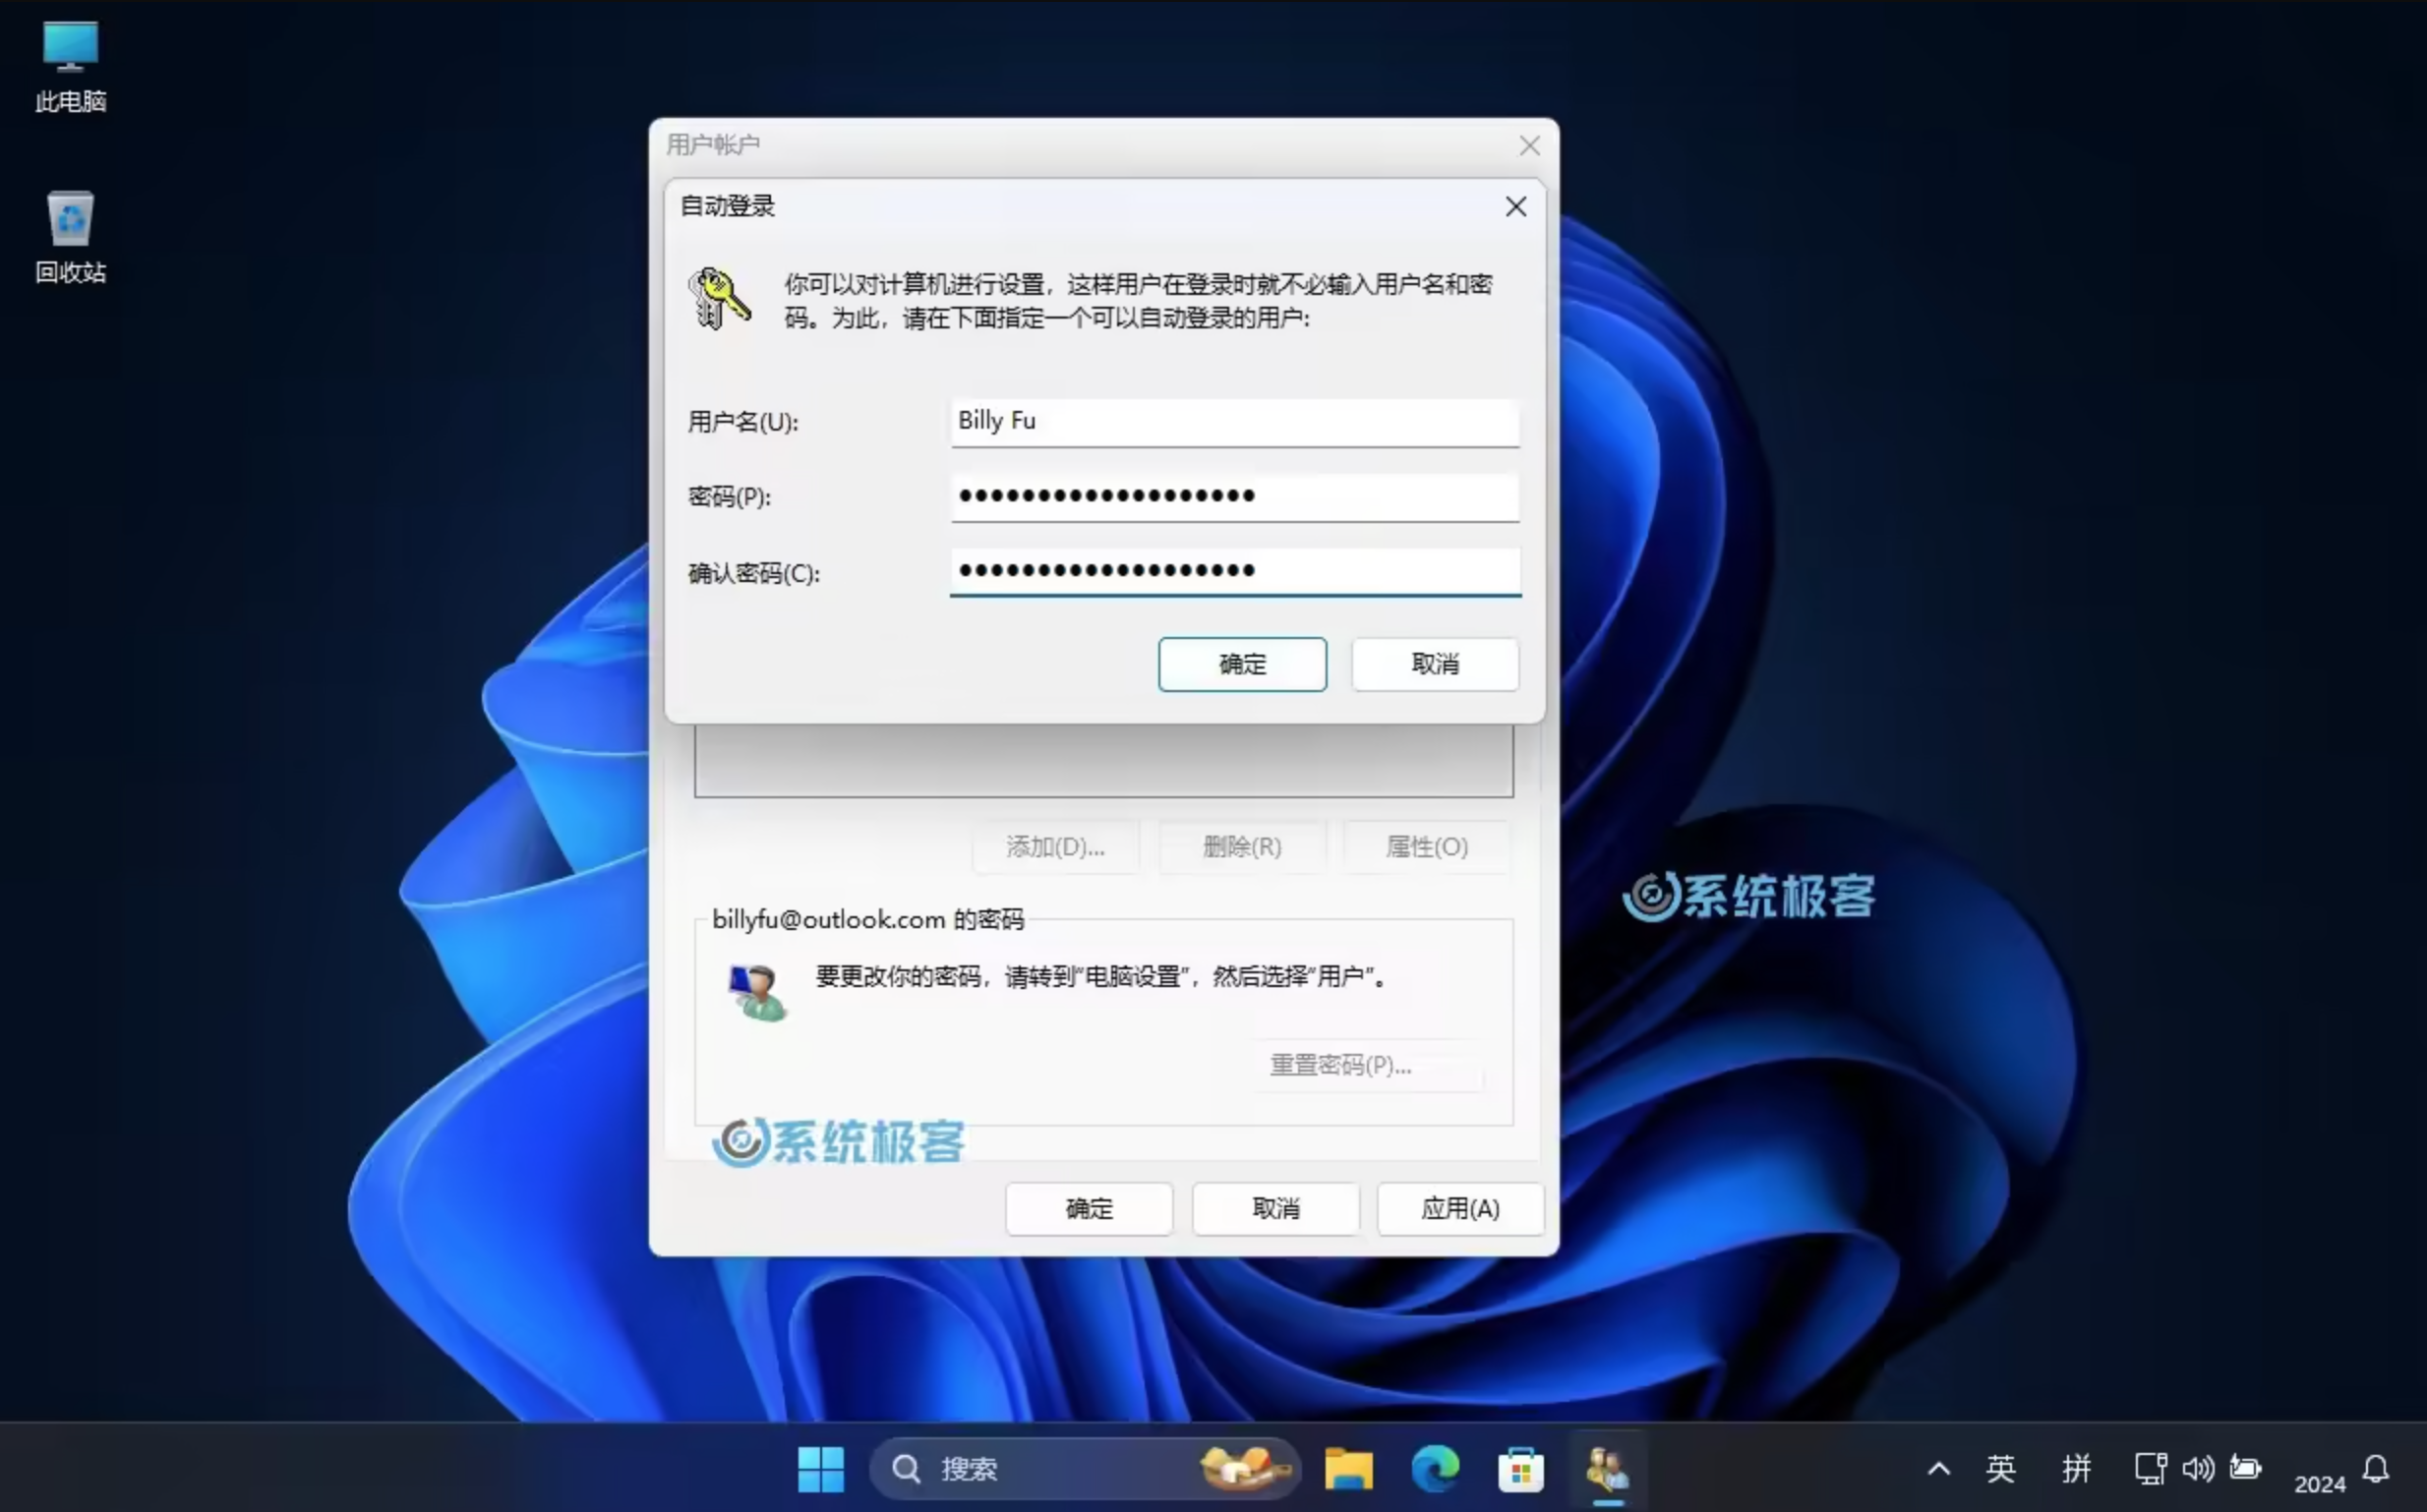 此电脑
回收站
用户帐户
自动登录
你可以对计算机进行设置，这样用户在登录时就不必输入用户名和密
码。为此，请在下面指定一个可以自动登录的用户:
用户名(U):
Billy Fu
密码(P):
●●●●●●●●●●●●●●●●●●●
确认密码(C):
●●●●●●●●●●●●●●●●●●●
确定
取消
添加(D)...
删除(R)
属性(O)
系统极客
billyfu@outlook.com 的密码
要更改你的密码，请转到"电脑设置"，然后选择"用户"。
重置密码(P)...
系统极客
确定
取消
应用(A)
搜索
英
拼
2024